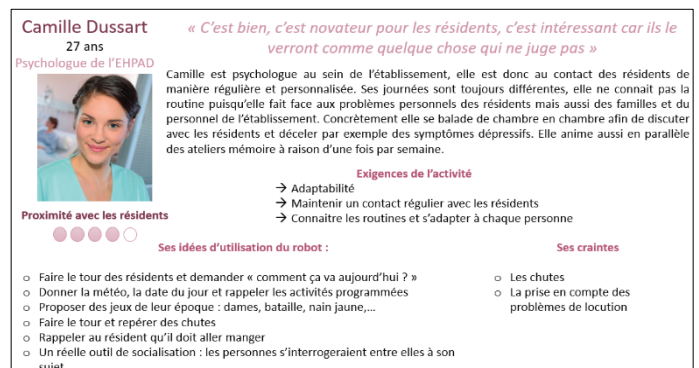 Camille Dussart
27 ans
Psychologue de l'EHPAD
« C'est bien, c'est novateur pour les résidents, c'est intéressant car ils le
verront comme quelque chose qui ne juge pas »
Camille est psychologue au sein de l'établissement, elle est donc au contact des résidents de
manière régulière et personnalisée. Ses journées sont toujours différentes, elle ne connait pas la
routine puisqu'elle fait face aux problèmes personnels des résidents mais aussi des familles et du
personnel de l'établissement. Concrètement elle se balade de chambre en chambre afin de discuter
avec les résidents et déceler par exemple des symptômes dépressifs. Elle anime aussi en parallèle
des ateliers mémoire à raison d'une fois par semaine.
Exigences de l'activité
→ Adaptabilité
→ Maintenir un contact régulier avec les résidents
→ Connaitre les routines et s'adapter à chaque personne
Proximité avec les résidents
Ses idées d'utilisation du robot :
o Faire le tour des résidents et demander « comment ça va aujourd'hui ? »
o Donner la météo, la date du jour et rappeler les activités programmées
o Proposer des jeux de leur époque : dames, bataille, nain jaune,...
o Faire le tour et repérer des chutes
o Rappeler au résident qu'il doit aller manger
o Un réelle outil de socialisation : les personnes s'interrogeraient entre elles à son
sujet
Ses craintes
o Les chutes
o La prise en compte des
problèmes de locution